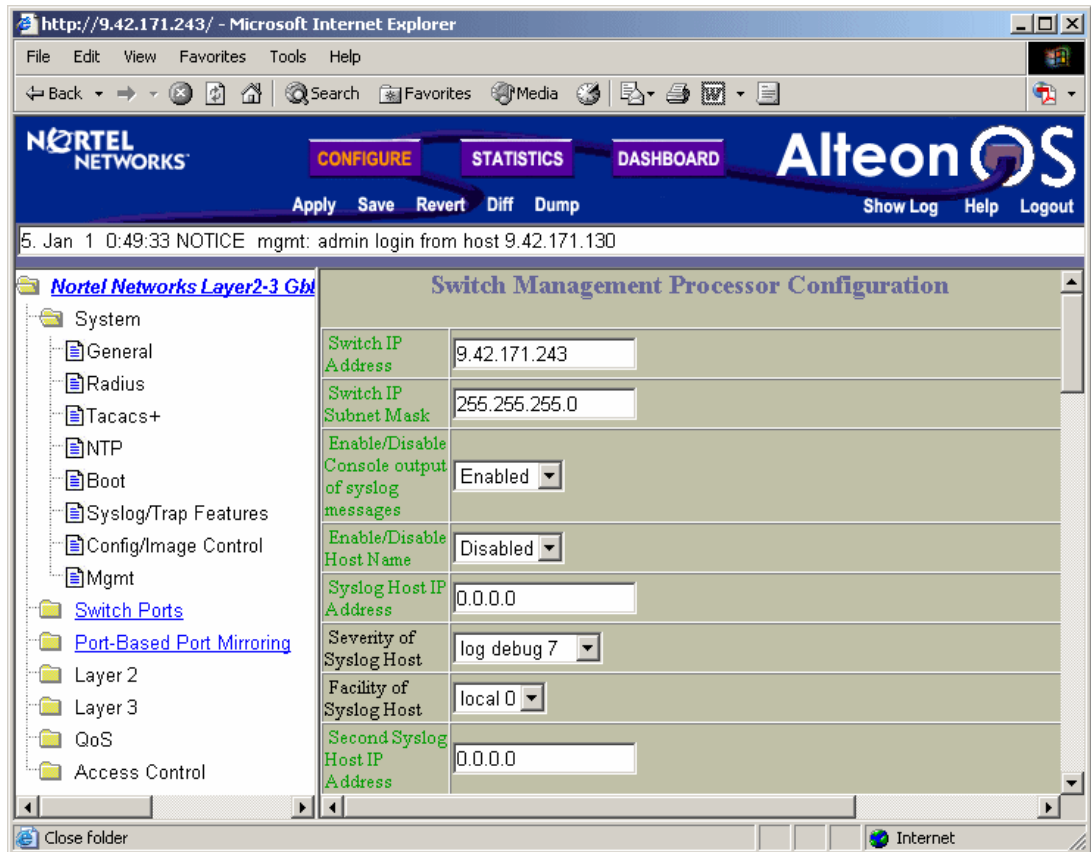 http://9.42.171.243/ - Microsoft Internet Explorer
File Edit View Favorites Tools Help
Back Search Favorites Media
NORTEL NETWORKS
CONFIGURE STATISTICS DASHBOARD
Alteon OS
Apply Save Revert Diff Dump
Show Log Help Logout
5. Jan 1 0:49:33 NOTICE mgmt: admin login from host 9.42.171.130
Nortel Networks Layer2-3 Gbl
System
General
Radius
Tacacs+
NTP
Boot
Syslog/Trap Features
Config/Image Control
Mgmt
Switch Ports
Port-Based Port Mirroring
Layer 2
Layer 3
QoS
Access Control
Switch Management Processor Configuration
Switch IP
Address
9.42.171.243
Switch IP
Subnet Mask
255.255.255.0
Enable/Disable
Console output
of syslog
messages
Enabled
Enable/Disable
Host Name
Disabled
Syslog Host IP
Address
0.0.0.0
Severity of
Syslog Host
log debug 7
Facility of
Syslog Host
local 0
Second Syslog
Host IP
Address
0.0.0.0
Close folder
Internet